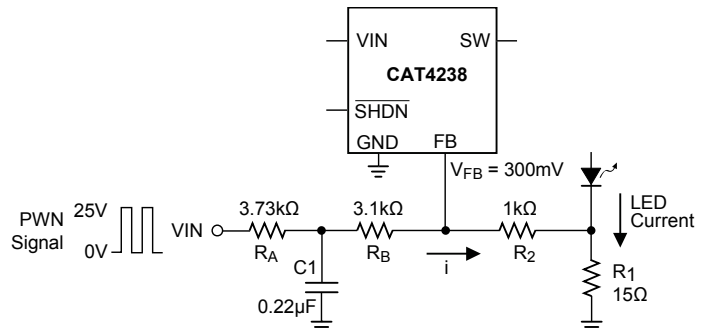 VIN
SW
CAT4238
SHDN
GND
FB
VFB = 300mV
PWN
Signal
25V
0V
VIN
3.73kΩ
RA
3.1kΩ
RB
1kΩ
R2
LED
Current
C1
0.22µF
i
R1
15Ω